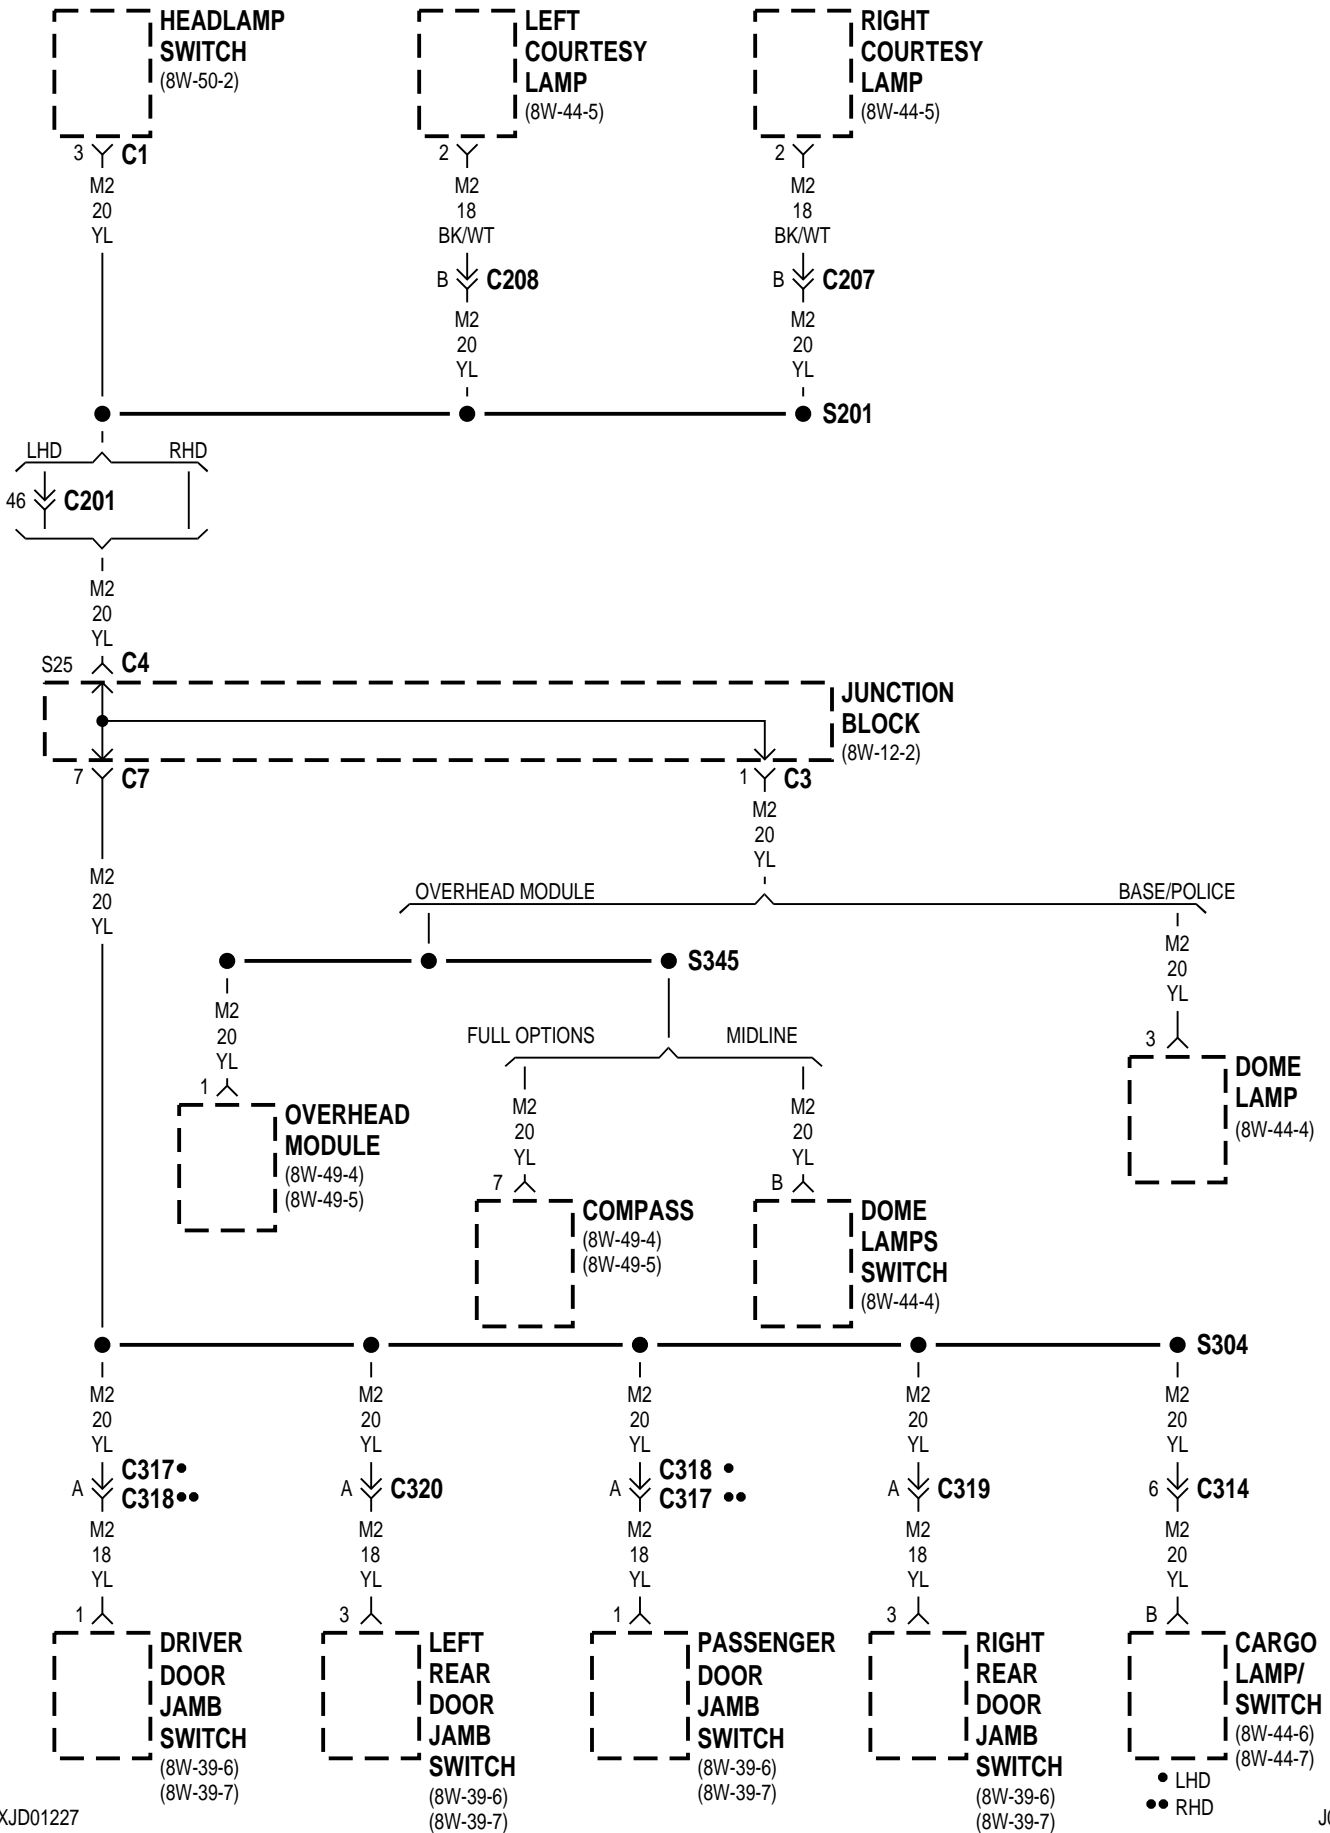 HEADLAMP
SWITCH
(8W-50-2)
LEFT
COURTESY
LAMP
(8W-44-5)
RIGHT
COURTESY
LAMP
(8W-44-5)
3 C1
2
2
M2
20
YL
M2
18
BK/WT
M2
18
BK/WT
B C208
B C207
M2
20
YL
M2
20
YL
S201
LHD RHD
46 C201
M2
20
YL
S25 C4
JUNCTION
BLOCK
(8W-12-2)
7 C7
1 C3
M2
20
YL
M2
20
YL
OVERHEAD MODULE
BASE/POLICE
S345
M2
20
YL
M2
20
YL
FULL OPTIONS
MIDLINE
1
OVERHEAD
MODULE
(8W-49-4)
(8W-49-5)
M2
20
YL
M2
20
YL
3
DOME
LAMP
(8W-44-4)
7
COMPASS
(8W-49-4)
(8W-49-5)
B
DOME
LAMPS
SWITCH
(8W-44-4)
S304
M2
20
YL
M2
20
YL
M2
20
YL
M2
20
YL
M2
20
YL
A C317•
C318••
A C320
A C318 •
C317 ••
A C319
6 C314
M2
18
YL
M2
18
YL
M2
18
YL
M2
18
YL
M2
20
YL
1
DRIVER
DOOR
JAMB
SWITCH
(8W-39-6)
(8W-39-7)
3
LEFT
REAR
DOOR
JAMB
SWITCH
(8W-39-6)
(8W-39-7)
1
PASSENGER
DOOR
JAMB
SWITCH
(8W-39-6)
(8W-39-7)
3
RIGHT
REAR
DOOR
JAMB
SWITCH
(8W-39-6)
(8W-39-7)
B
CARGO
LAMP/
SWITCH
(8W-44-6)
(8W-44-7)
• LHD
•• RHD
XJD01227